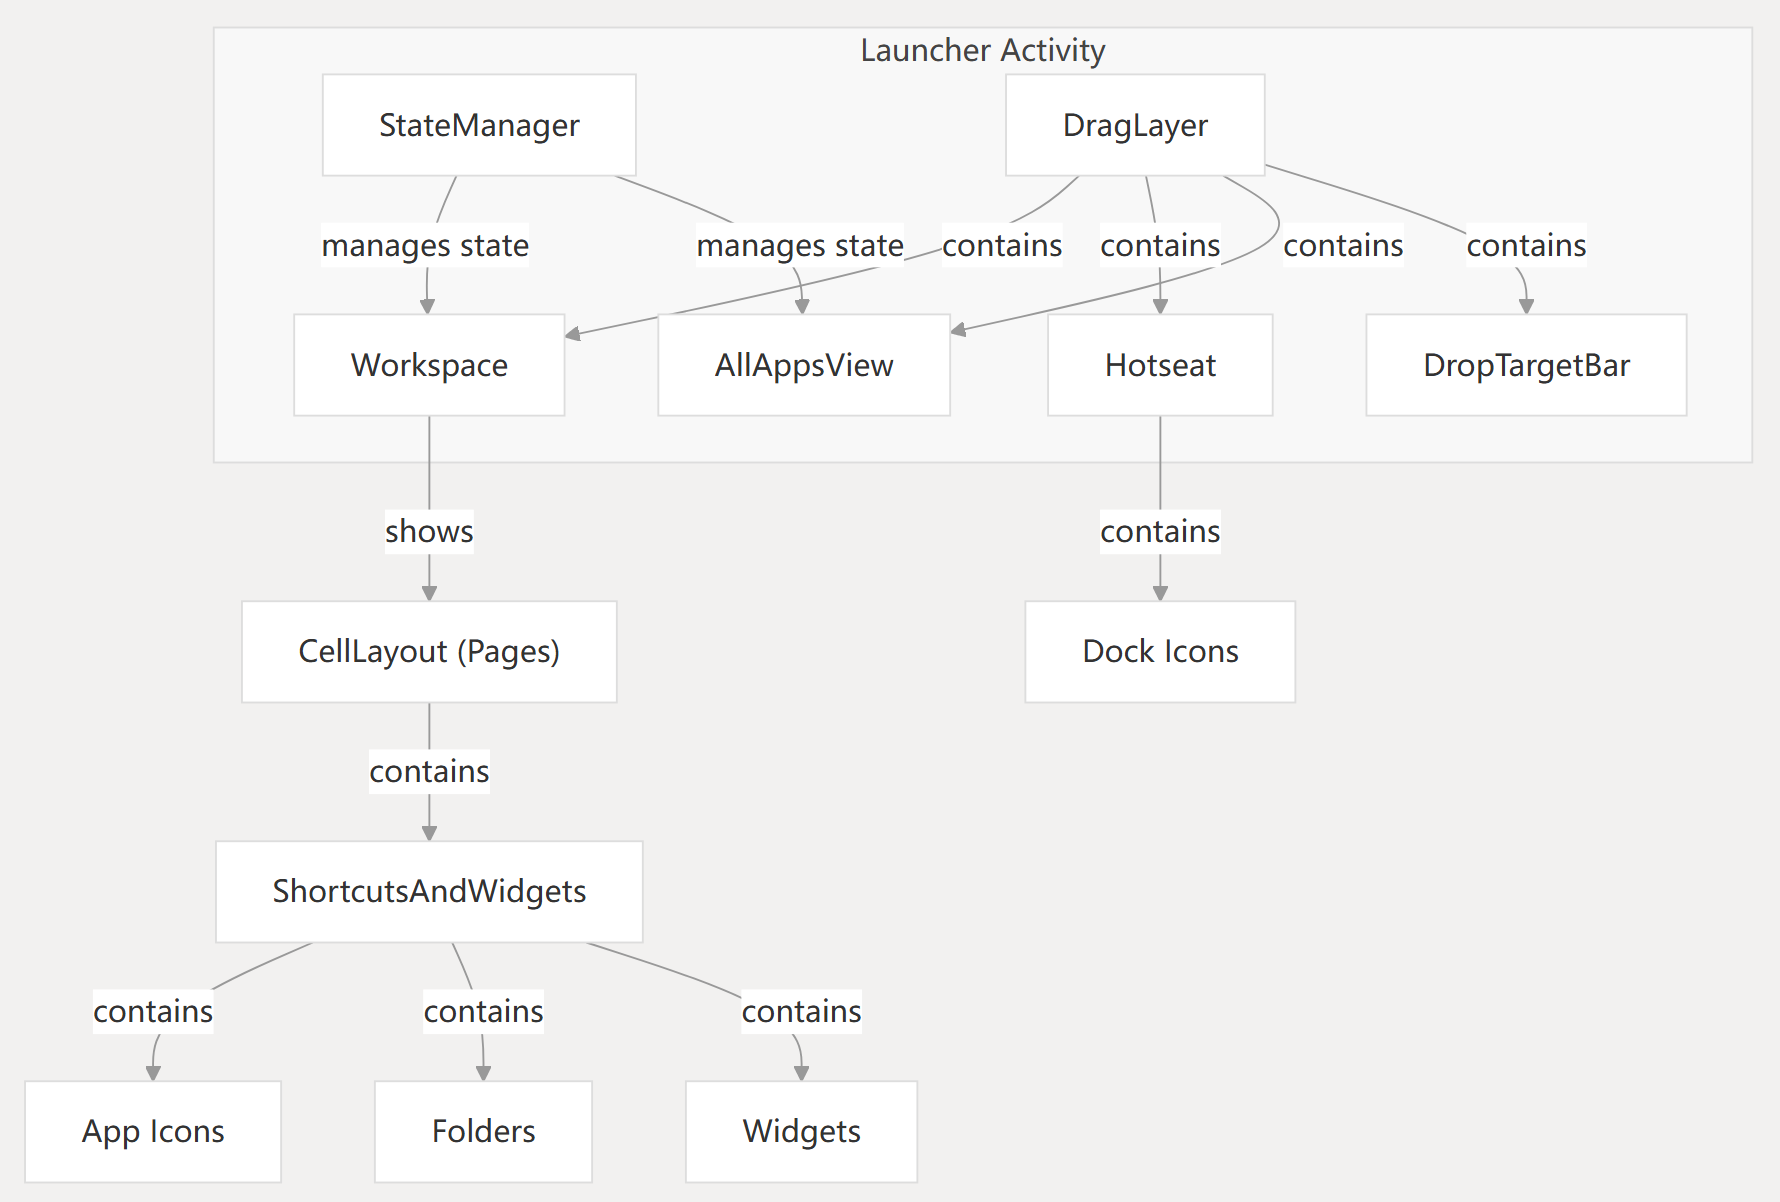 Launcher Activity
StateManager
DragLayer
manages state
manages state
contains
contains
contains
contains
Workspace
AllAppsView
Hotseat
DropTargetBar
shows
contains
CellLayout (Pages)
Dock Icons
contains
ShortcutsAndWidgets
contains
contains
contains
App Icons
Folders
Widgets